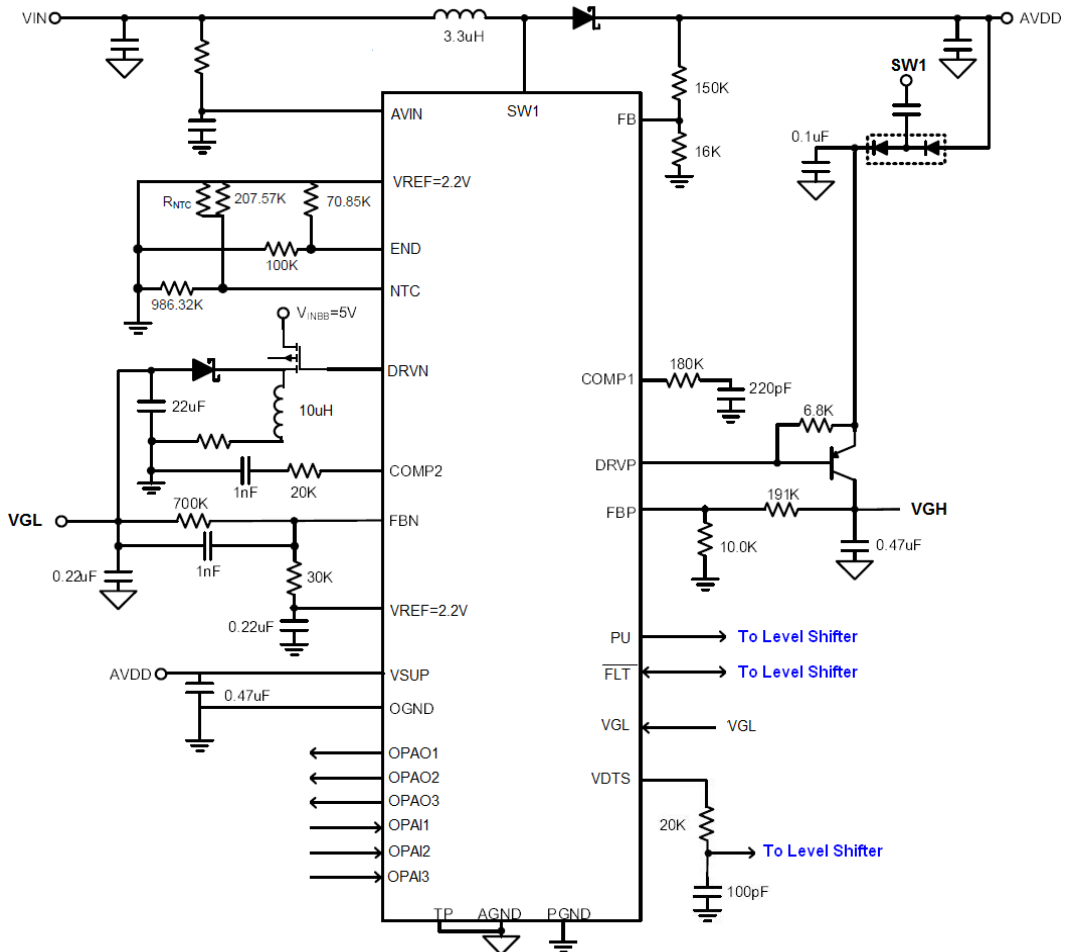 VIN
3.3uH
AVDD
SW1
AVIN
SW1
FB
150K
16K
0.1uF
VREF=2.2V
RNTC
207.57K
70.85K
END
100K
NTC
986.32K
VINBB=5V
DRVN
22uF
10uH
COMP1
180K
220pF
6.8K
DRVP
COMP2
1nF
20K
700K
VGL
FBN
1nF
0.22uF
30K
VREF=2.2V
0.22uF
FBP
191K
VGH
10.0K
0.47uF
PU
To Level Shifter
FLT
To Level Shifter
AVDD
VSUP
0.47uF
OGND
VGL
VGL
OPAO1
OPAO2
OPAO3
OPAI1
OPAI2
OPAI3
VDTS
20K
To Level Shifter
100pF
TP
AGND
PGND